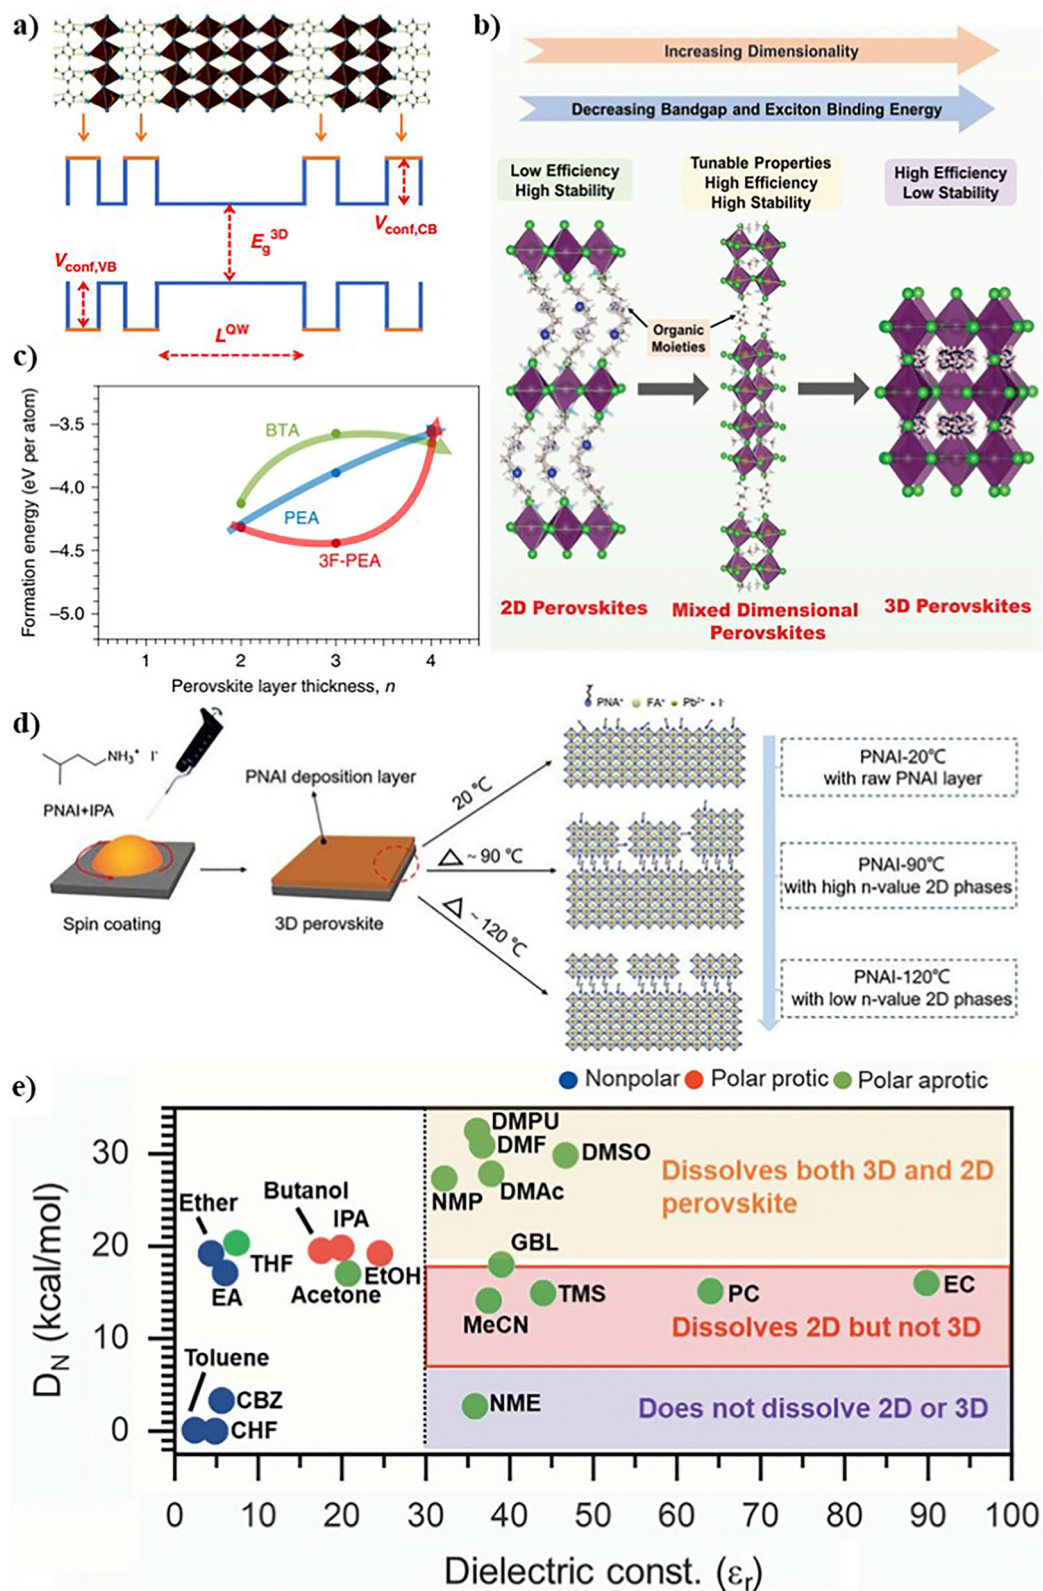 a)
V_conf,CB
E_g^3D
V_conf,VB
L^QW
b)
Increasing Dimensionality
Decreasing Bandgap and Exciton Binding Energy
Low Efficiency
High Stability
Tunable Properties
High Efficiency
High Stability
High Efficiency
Low Stability
Organic
Moieties
2D Perovskites
Mixed Dimensional
Perovskites
3D Perovskites
c)
Formation energy (eV per atom)
−3.5
−4.0
−4.5
−5.0
BTA
PEA
3F-PEA
1
2
3
4
Perovskite layer thickness, n
d)
NH₃⁺ I⁻
PNAI+IPA
Spin coating
PNAI deposition layer
3D perovskite
20 ℃
△ ~ 90 ℃
△ ~ 120 ℃
PNA⁺ FA⁺ Pb²⁺ I⁻
PNAI-20℃
with raw PNAI layer
PNAI-90℃
with high n-value 2D phases
PNAI-120℃
with low n-value 2D phases
e)
Nonpolar Polar protic Polar aprotic
D_N (kcal/mol)
30
20
10
0
DMPU
DMF
DMSO
NMP
DMAc
Dissolves both 3D and 2D
perovskite
Ether
Butanol
IPA
THF
EA
Acetone
EtOH
GBL
MeCN
TMS
PC
EC
Dissolves 2D but not 3D
Toluene
CBZ
CHF
NME
Does not dissolve 2D or 3D
0 10 20 30 40 50 60 70 80 90 100
Dielectric const. (ε_r)